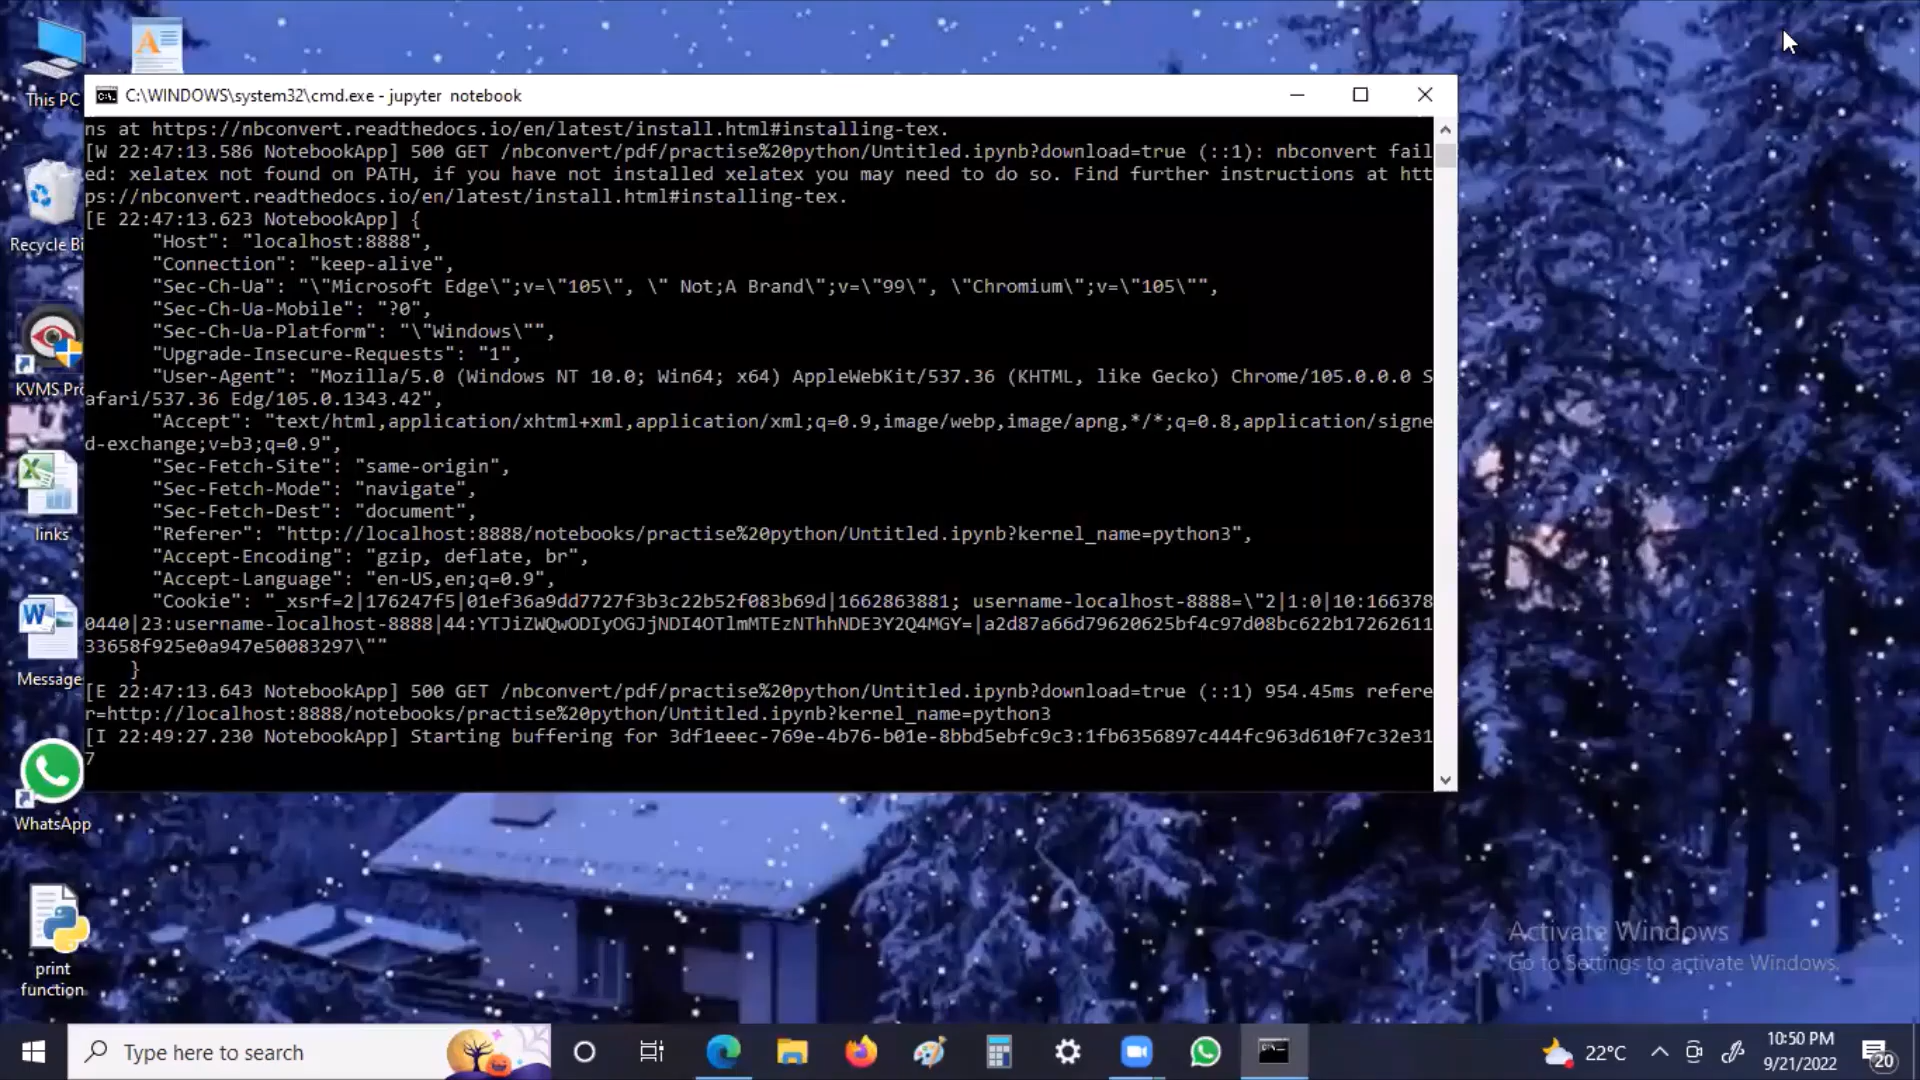 This PC
C:\WINDOWS\system32\cmd.exe - jupyter notebook
ns at https://nbconvert.readthedocs.io/en/latest/install.html#installing-tex.
[W 22:47:13.586 NotebookApp] 500 GET /nbconvert/pdf/practise%20python/Untitled.ipynb?download=true (::1): nbconvert fail
ed: xelatex not found on PATH, if you have not installed xelatex you may need to do so. Find further instructions at htt
ps://nbconvert.readthedocs.io/en/latest/install.html#installing-tex.
[E 22:47:13.623 NotebookApp] {
"Host": "localhost:8888",
"Connection": "keep-alive",
"Sec-Ch-Ua": "\"Microsoft Edge\";v=\"105\", \" Not;A Brand\";v=\"99\", \"Chromium\";v=\"105\"",
"Sec-Ch-Ua-Mobile": "?0",
"Sec-Ch-Ua-Platform": "\"Windows\"",
"Upgrade-Insecure-Requests": "1",
"User-Agent": "Mozilla/5.0 (Windows NT 10.0; Win64; x64) AppleWebKit/537.36 (KHTML, like Gecko) Chrome/105.0.0.0 S
afari/537.36 Edg/105.0.1343.42",
"Accept": "text/html,application/xhtml+xml,application/xml;q=0.9,image/webp,image/apng,*/*;q=0.8,application/signe
d-exchange;v=b3;q=0.9",
"Sec-Fetch-Site": "same-origin",
"Sec-Fetch-Mode": "navigate",
"Sec-Fetch-Dest": "document",
"Referer": "http://localhost:8888/notebooks/practise%20python/Untitled.ipynb?kernel_name=python3",
"Accept-Encoding": "gzip, deflate, br",
"Accept-Language": "en-US,en;q=0.9",
"Cookie": "_xsrf=2|176247f5|01ef36a9dd7727f3b3c22b52f083b69d|1662863881; username-localhost-8888=\"2|1:0|10:166378
0440|23:username-localhost-8888|44:YTJiZWQwODIyOGJjNDI4OTlmMTEzNThhNDE3Y2Q4MGY=|a2d87a66d79620625bf4c97d08bc622b17262611
33658f925e0a947e50083297\""
}
[E 22:47:13.643 NotebookApp] 500 GET /nbconvert/pdf/practise%20python/Untitled.ipynb?download=true (::1) 954.45ms refere
r=http://localhost:8888/notebooks/practise%20python/Untitled.ipynb?kernel_name=python3
[I 22:49:27.230 NotebookApp] Starting buffering for 3df1eeec-769e-4b76-b01e-8bbd5ebfc9c3:1fb6356897c444fc963d610f7c32e31
7
Recycle Bi
KVMS Pro
links
Message
WhatsApp
print
function
Activate Windows
Go to Settings to activate Windows.
Type here to search
22°C
10:50 PM
9/21/2022
20